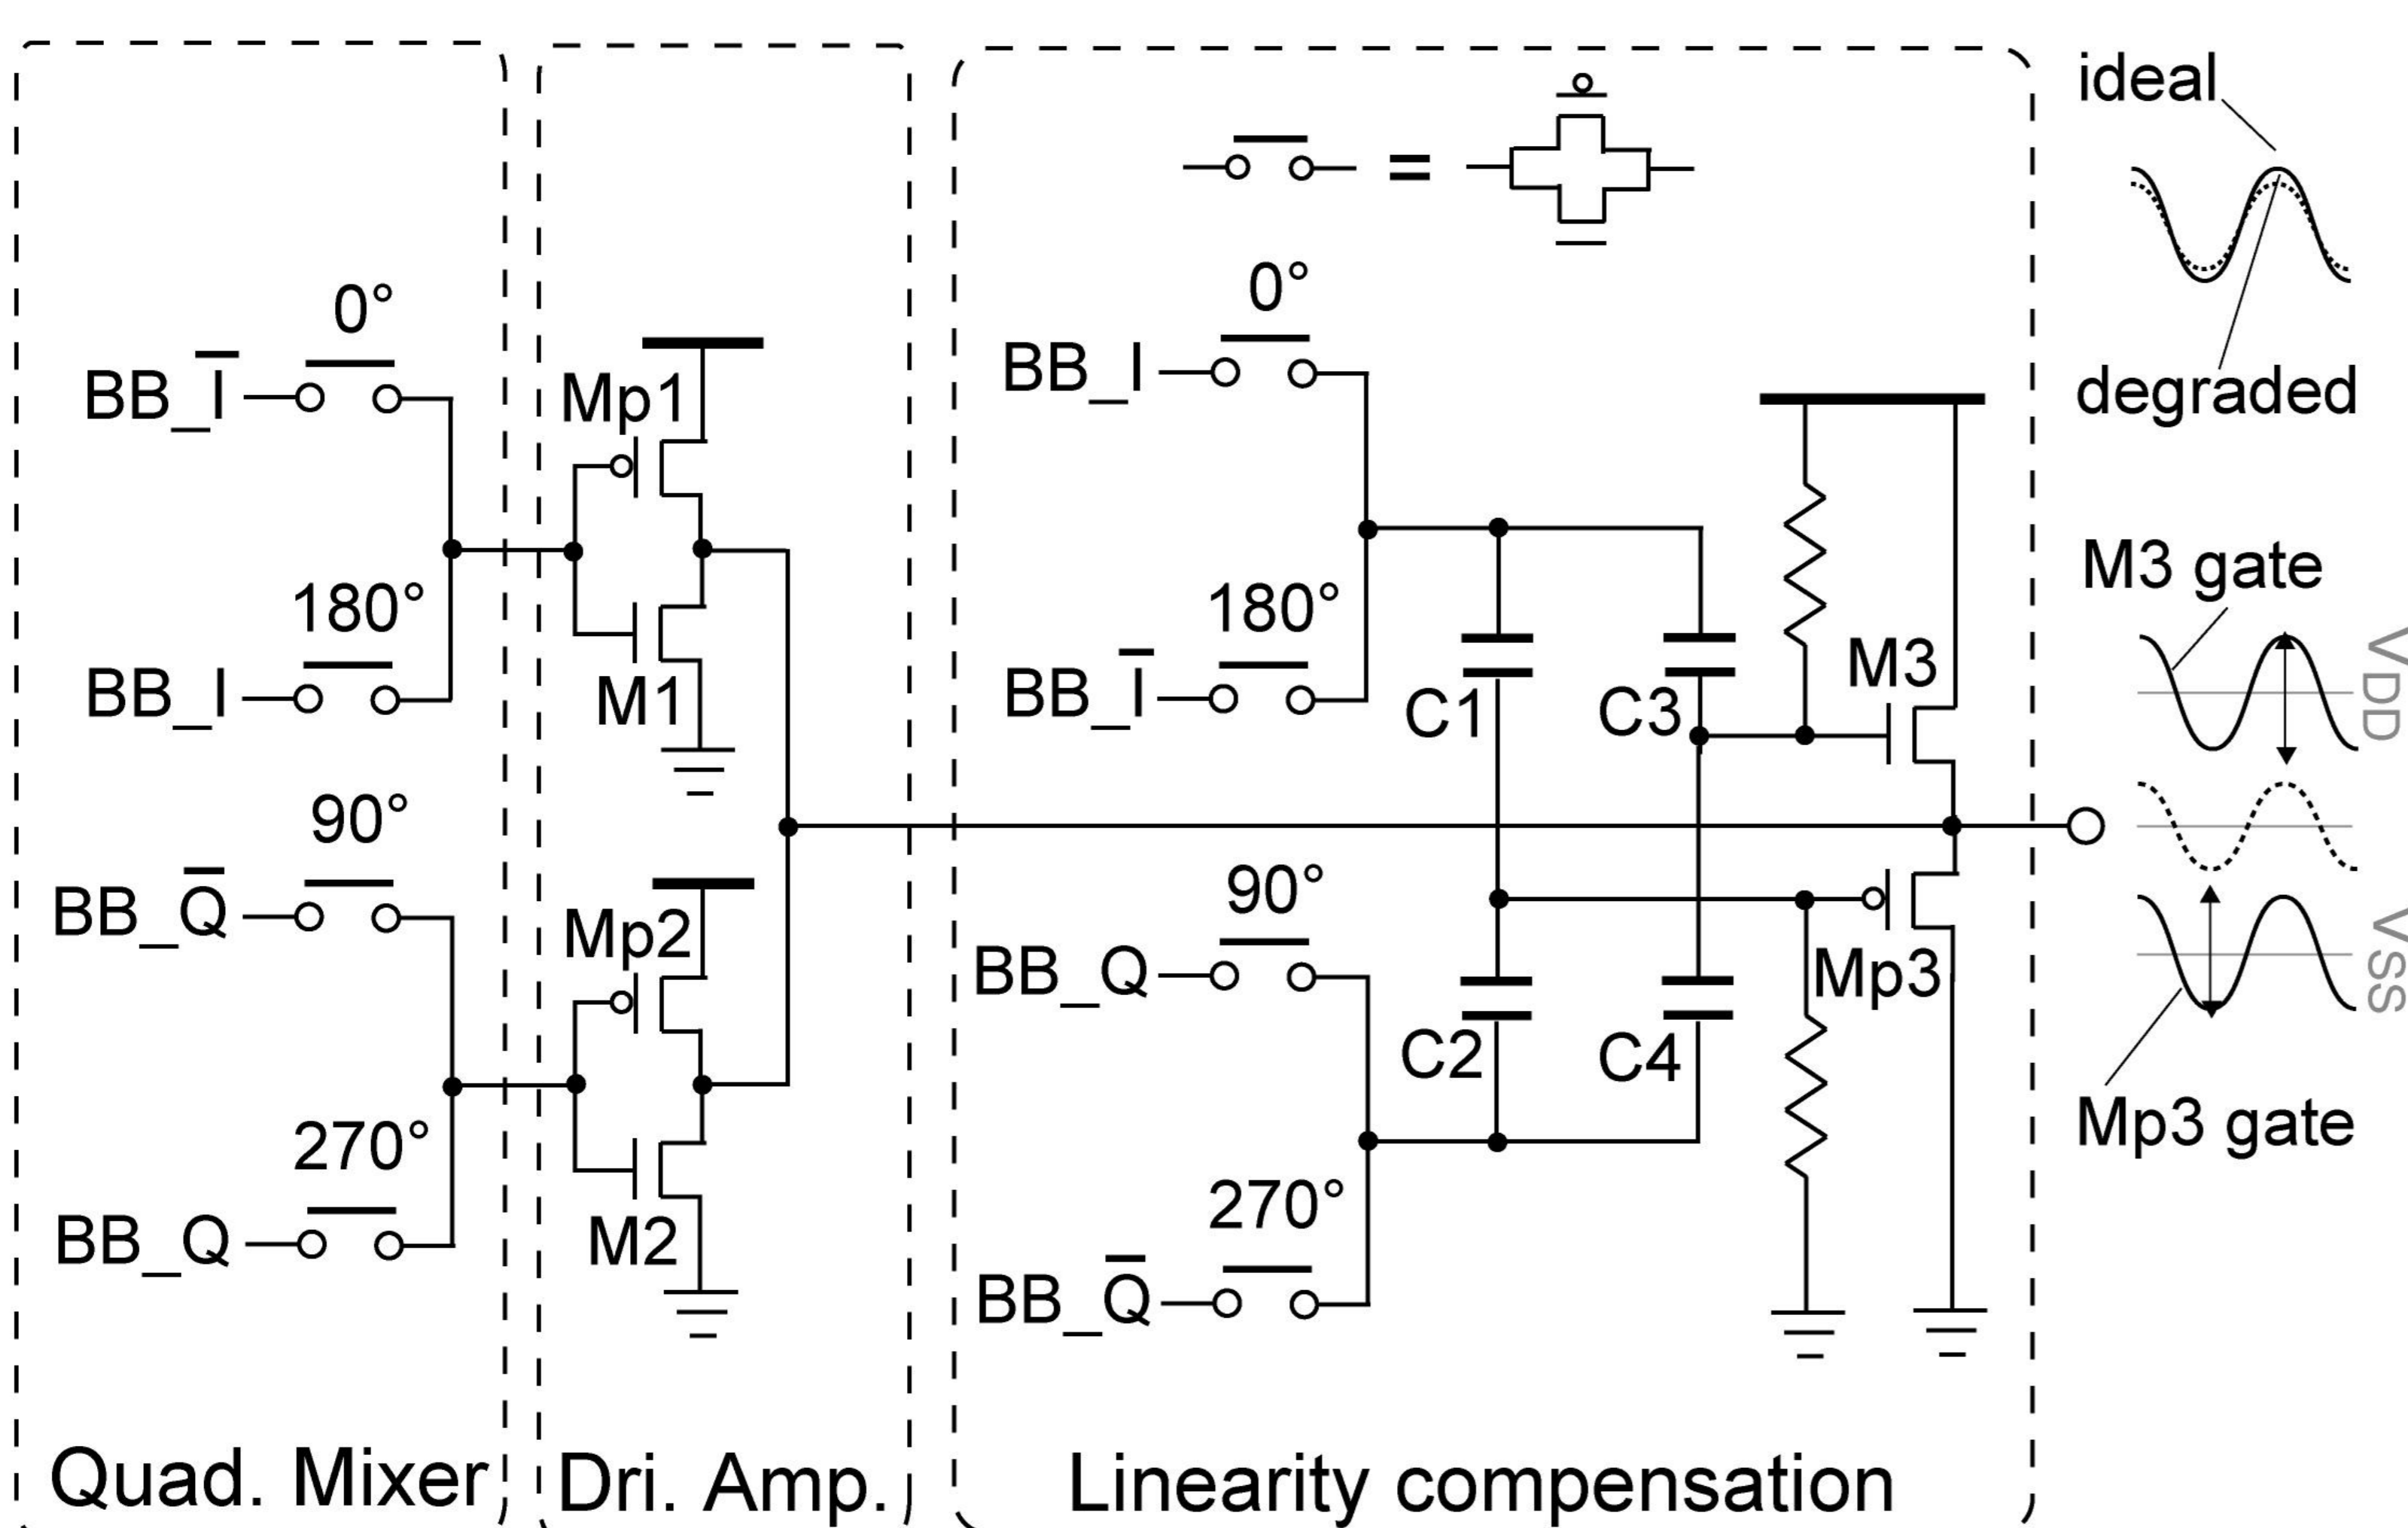 0°
BB_I̅
180°
BB_I
90°
BB_Q̅
270°
BB_Q
Quad. Mixer
Mp1
M1
Mp2
M2
Dri. Amp.
=
0°
BB_I
180°
BB_I̅
90°
BB_Q
270°
BB_Q̅
C1
C3
C2
C4
M3
Mp3
Linearity compensation
ideal
degraded
M3 gate
VDD
VSS
Mp3 gate